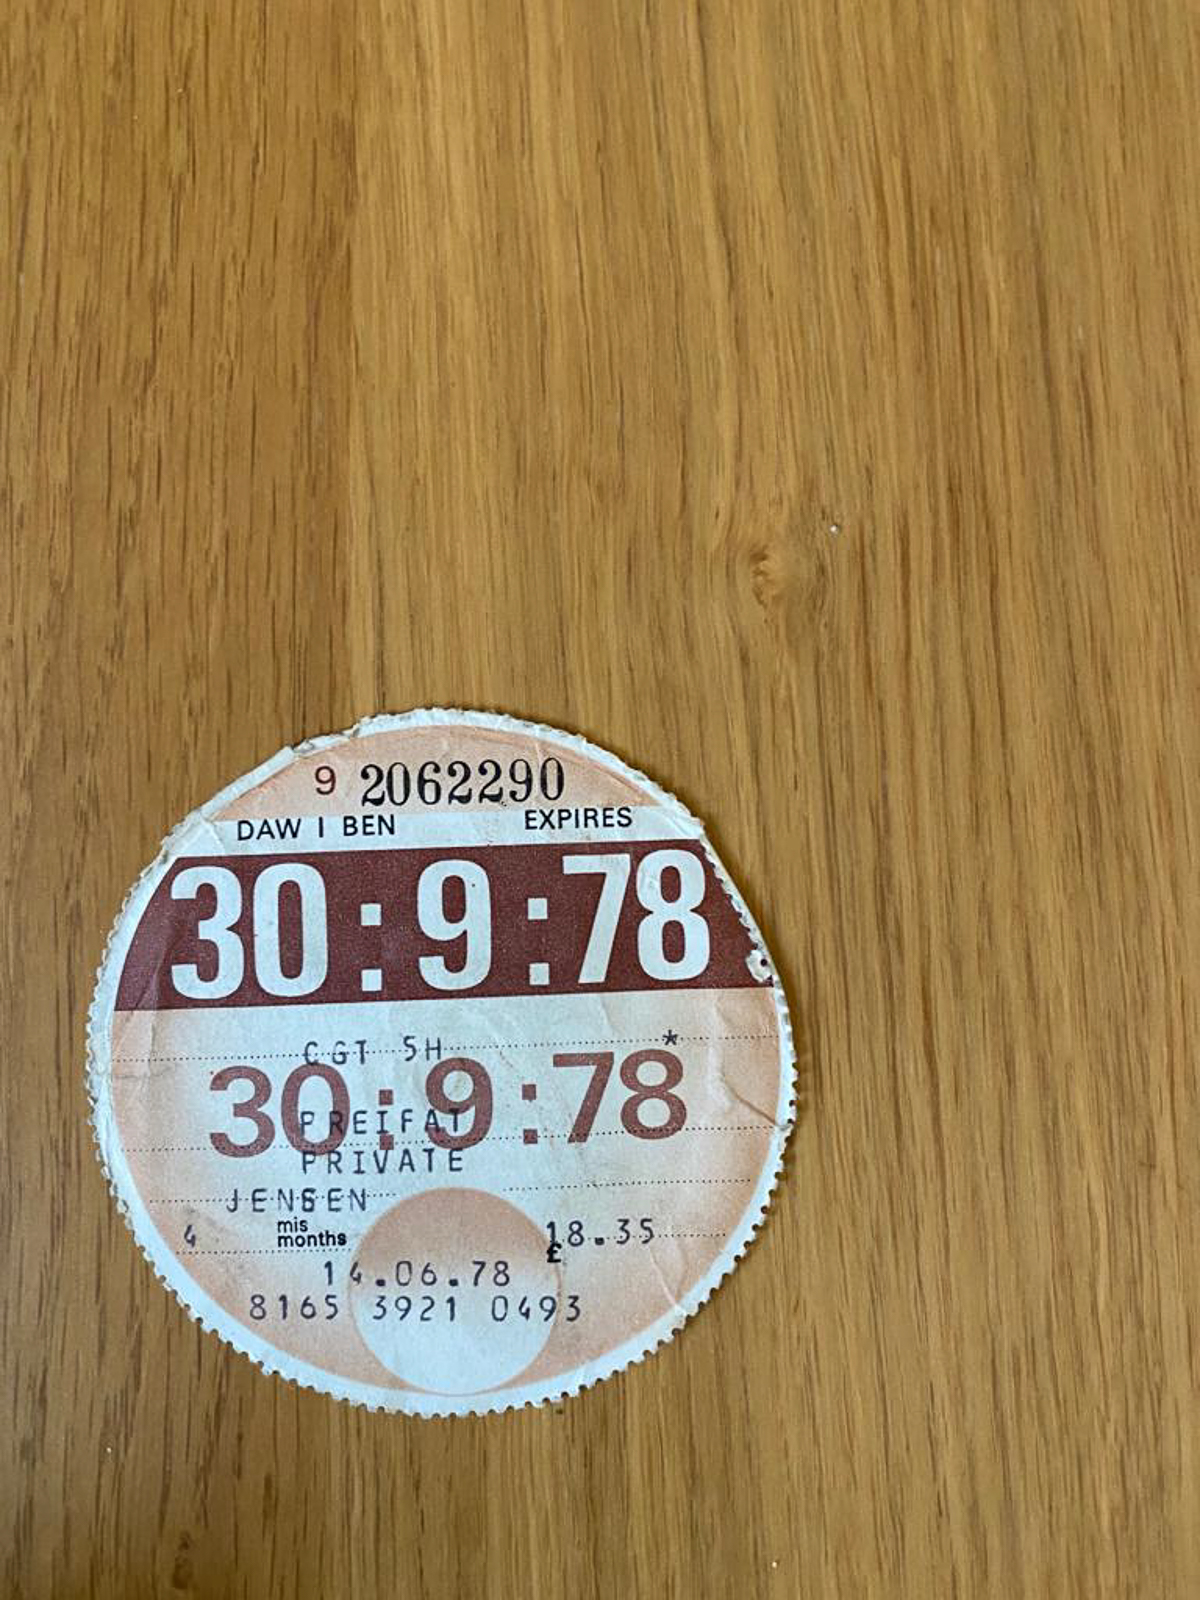 9 2062290
DAW I BEN EXPIRES
30:9:78
CGT 5H *
30:9:78
PREIFAT
PRIVATE
JENSEN
4 mis months £ 18.35
14.06.78
8165 3921 0493